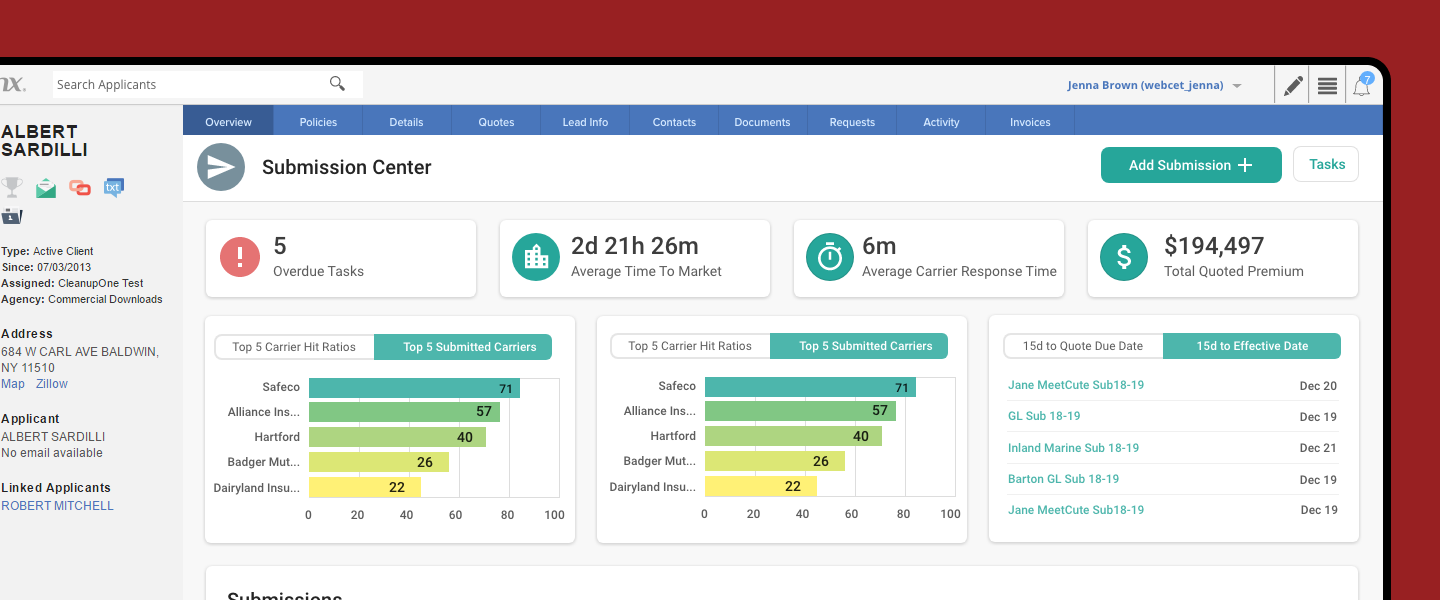 nx.
Search Applicants
Jenna Brown (webcet_jenna)
7
ALBERT
SARDILLI
txt
1
Type: Active Client
Since: 07/03/2013
Assigned: CleanupOne Test
Agency: Commercial Downloads
Address
684 W CARL AVE BALDWIN,
NY 11510
Map Zillow
Applicant
ALBERT SARDILLI
No email available
Linked Applicants
ROBERT MITCHELL
Overview Policies Details Quotes Lead Info Contacts Documents Requests Activity Invoices
Submission Center
Add Submission +
Tasks
5
Overdue Tasks
2d 21h 26m
Average Time To Market
6m
Average Carrier Response Time
$
$194,497
Total Quoted Premium
Top 5 Carrier Hit Ratios Top 5 Submitted Carriers
Safeco 71
Alliance Ins... 57
Hartford 40
Badger Mut... 26
Dairyland Insu... 22
0 20 40 60 80 100
Top 5 Carrier Hit Ratios Top 5 Submitted Carriers
Safeco 71
Alliance Ins... 57
Hartford 40
Badger Mut... 26
Dairyland Insu... 22
0 20 40 60 80 100
15d to Quote Due Date 15d to Effective Date
Jane MeetCute Sub18-19 Dec 20
GL Sub 18-19 Dec 19
Inland Marine Sub 18-19 Dec 21
Barton GL Sub 18-19 Dec 19
Jane MeetCute Sub18-19 Dec 19
Submissions